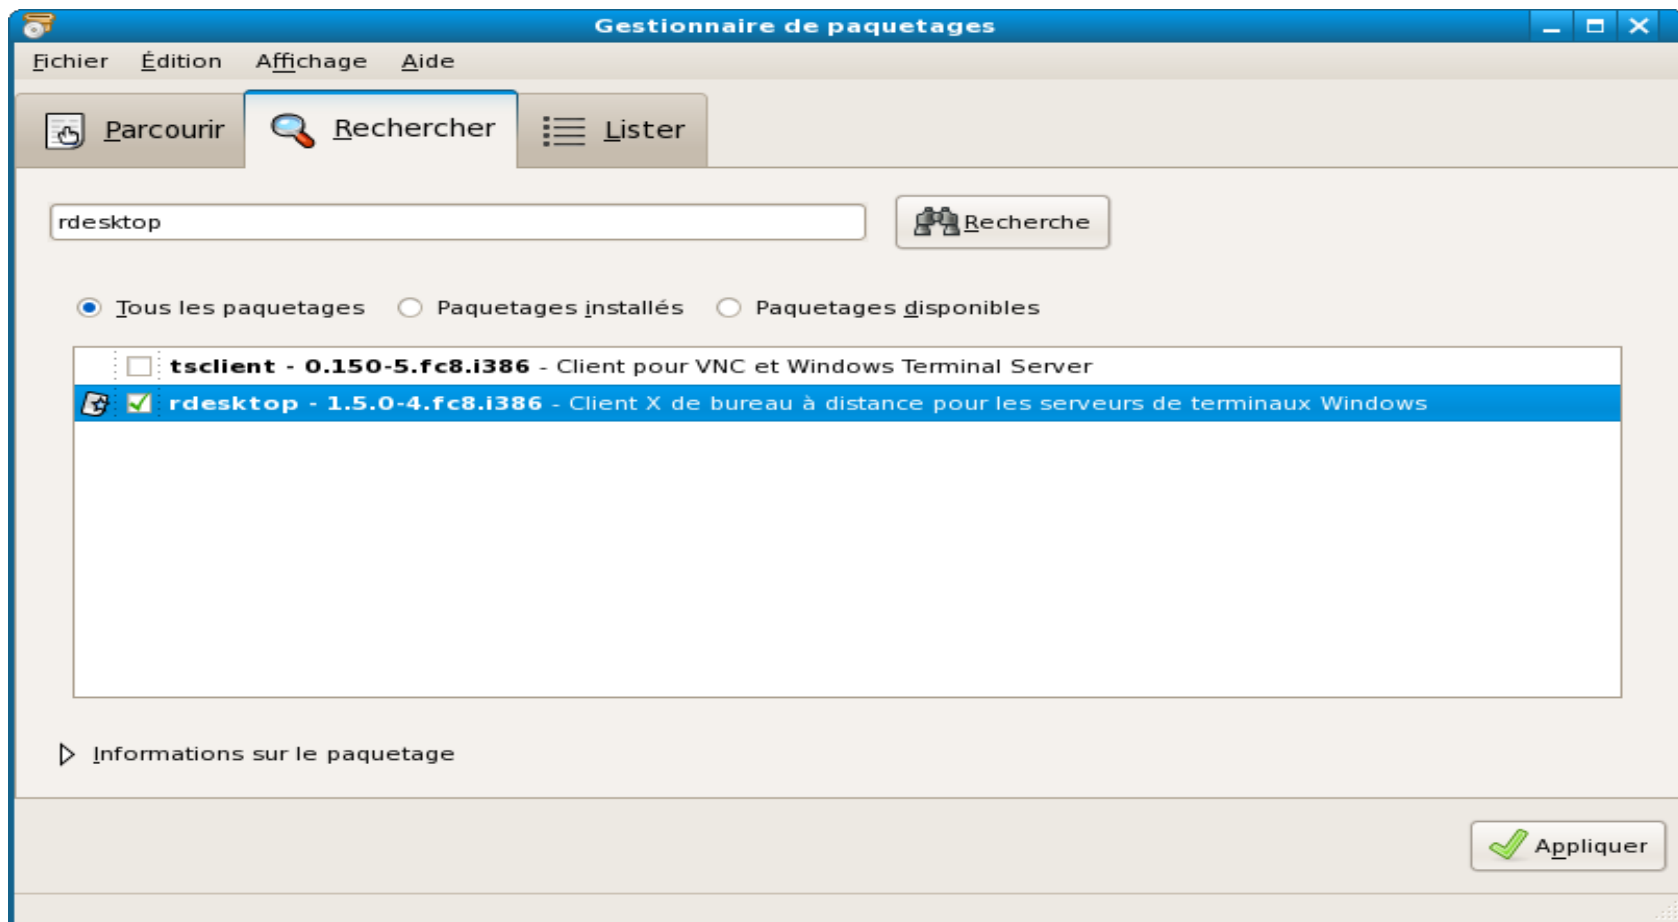 Gestionnaire de paquetages
Fichier Édition Affichage Aide
Parcourir Rechercher Lister
rdesktop Recherche
Tous les paquetages Paquetages installés Paquetages disponibles
tsclient - 0.150-5.fc8.i386 - Client pour VNC et Windows Terminal Server
rdesktop - 1.5.0-4.fc8.i386 - Client X de bureau à distance pour les serveurs de terminaux Windows
Informations sur le paquetage
Appliquer